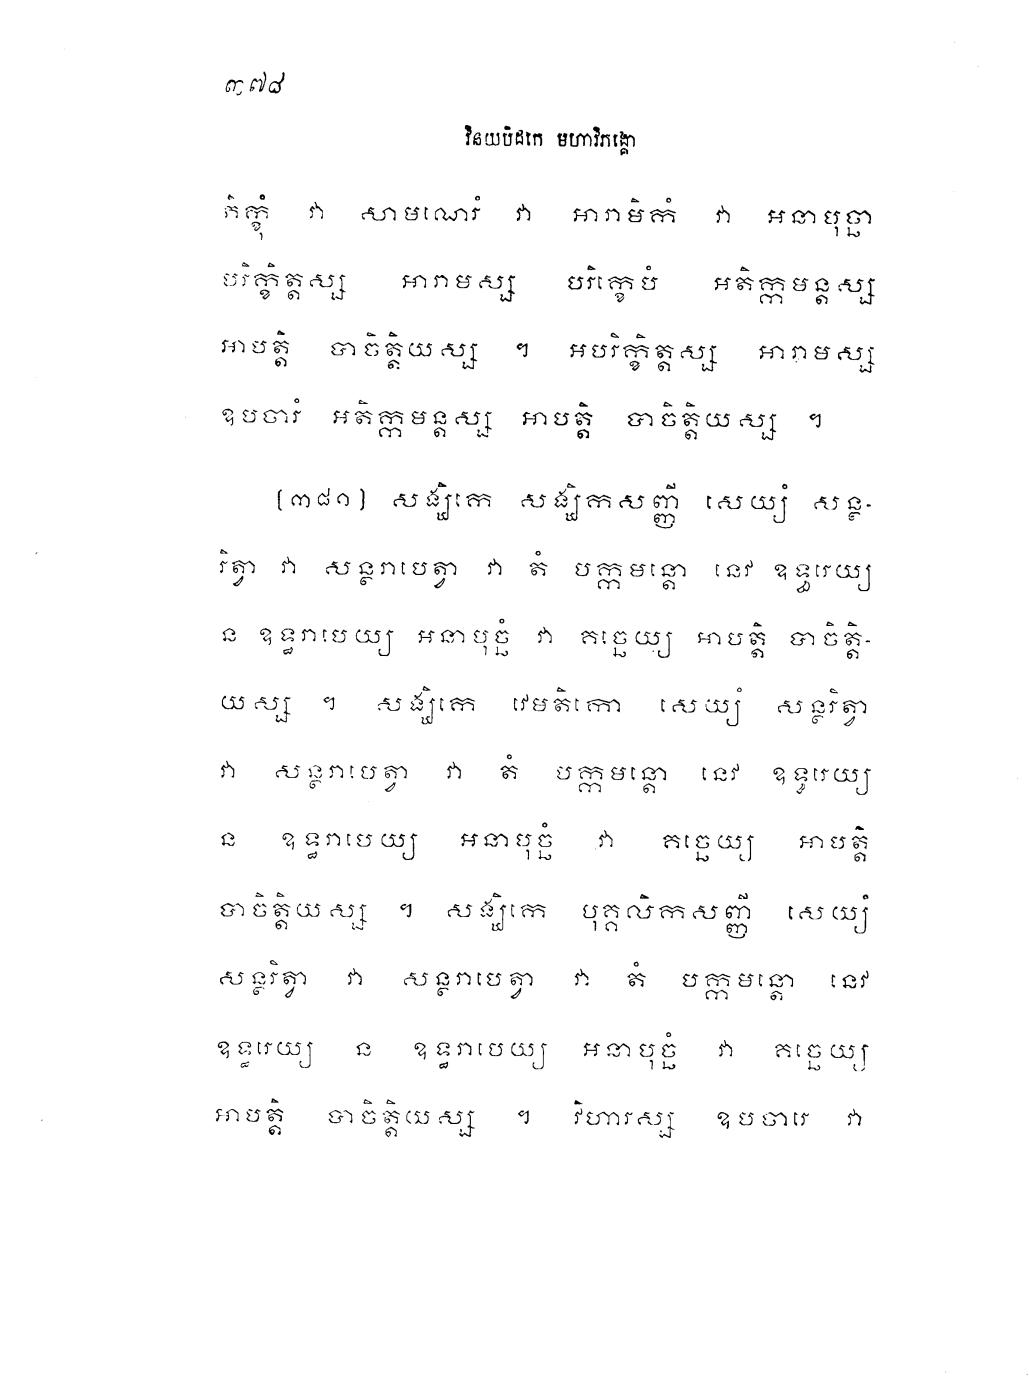 ៣៧៨
វិនយបិដកេ មហាវិភង្គោ
ភិក្ខុំ វា សាមណេរំ វា អារាមិកំ វា អនាបុច្ឆា
បរិក្ខិត្តស្ស អារាមស្ស បរិក្ខេបំ អតិក្កមន្តស្ស
អាបត្តិ បាចិត្តិយស្ស ។ អបរិក្ខិត្តស្ស អារាមស្ស
ឧបចារំ អតិក្កមន្តស្ស អាបត្តិ បាចិត្តិយស្ស ។
[៣៨១] សង្ឃិកេ សង្ឃិកសញ្ញី សេយ្យំ សន្ថ-
រិត្វា វា សន្ថរាបេត្វា វា តំ បក្កមន្តោ នេវ ឧទ្ធរេយ្យ
ន ឧទ្ធរាបេយ្យ អនាបុច្ឆំ វា គច្ឆេយ្យ អាបត្តិ បាចិត្តិ-
យស្ស ។ សង្ឃិកេ វេមតិកោ សេយ្យំ សន្ថរិត្វា
វា សន្ថរាបេត្វា វា តំ បក្កមន្តោ នេវ ឧទ្ធរេយ្យ
ន ឧទ្ធរាបេយ្យ អនាបុច្ឆំ វា គច្ឆេយ្យ អាបត្តិ
បាចិត្តិយស្ស ។ សង្ឃិកេ បុគ្គលិកសញ្ញី សេយ្យំ
សន្ថរិត្វា វា សន្ថរាបេត្វា វា តំ បក្កមន្តោ នេវ
ឧទ្ធរេយ្យ ន ឧទ្ធរាបេយ្យ អនាបុច្ឆំ វា គច្ឆេយ្យ
អាបត្តិ បាចិត្តិយស្ស ។ វិហារស្ស ឧបចារេ វា